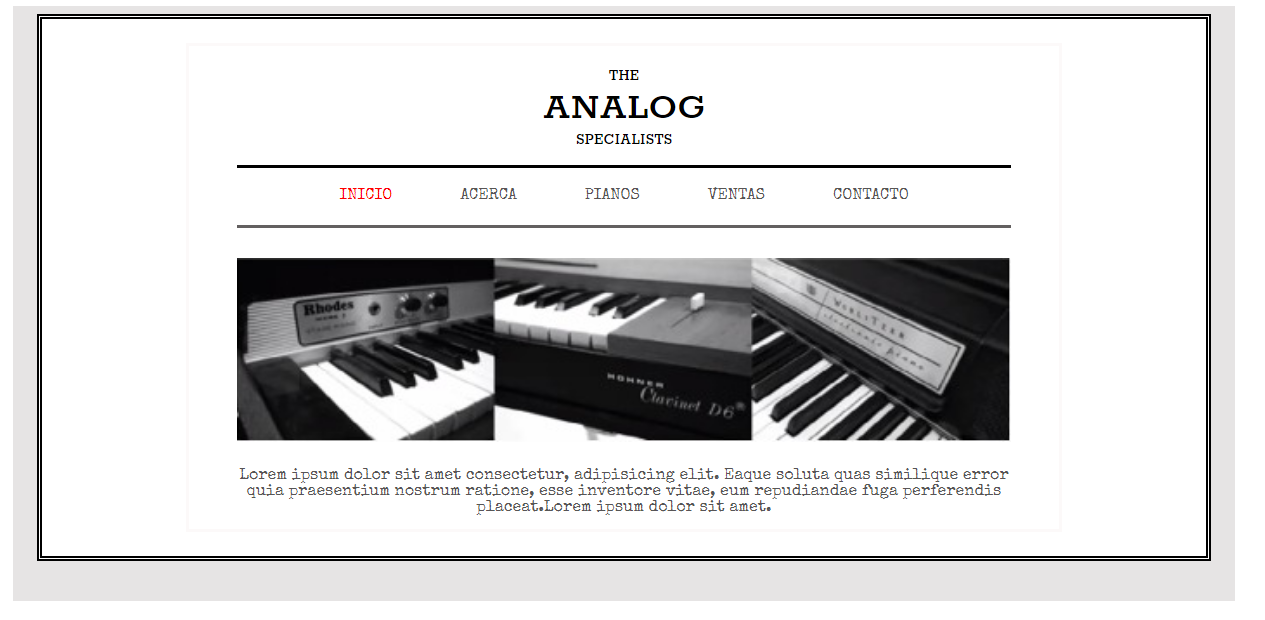 THE
ANALOG
SPECIALISTS
INICIO ACERCA PIANOS VENTAS CONTACTO
Rhodes
HOHNER
Clavinet D6
WURLITZER
electronic piano
Lorem ipsum dolor sit amet consectetur, adipisicing elit. Eaque soluta quas similique error
quia praesentium nostrum ratione, esse inventore vitae, eum repudiandae fuga perferendis
placeat.Lorem ipsum dolor sit amet.